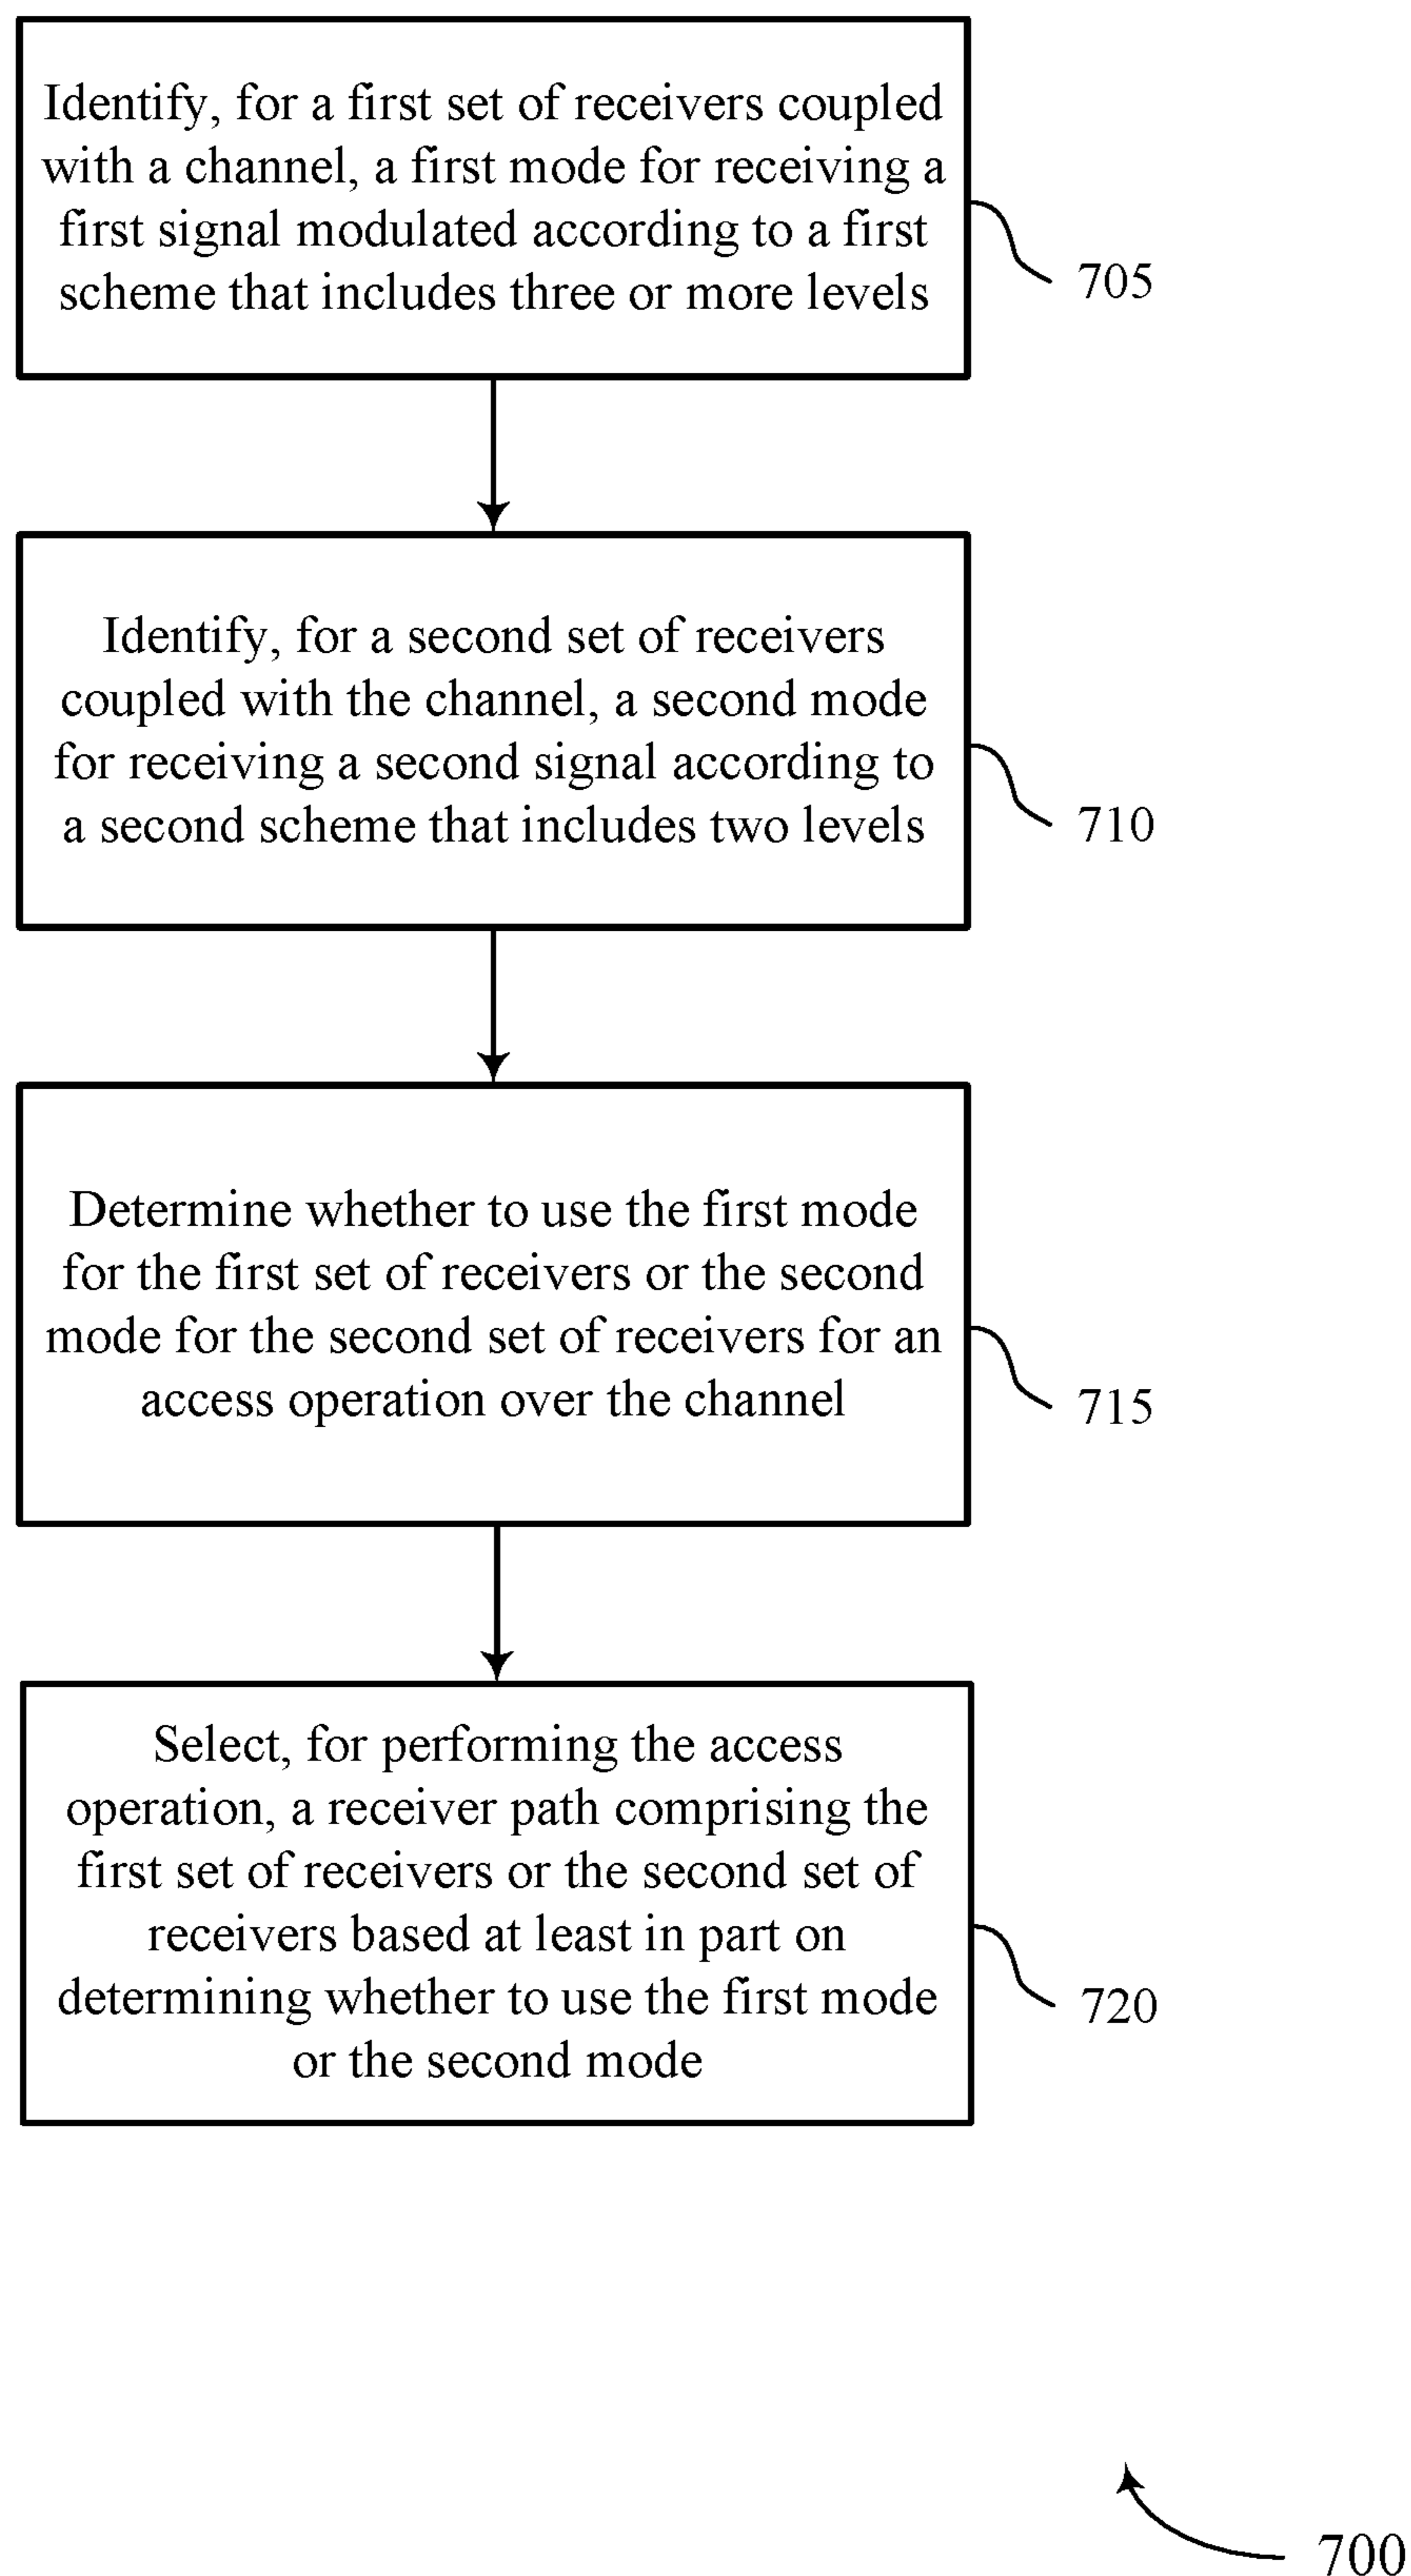 Identify, for a first set of receivers coupled
with a channel, a first mode for receiving a
first signal modulated according to a first
scheme that includes three or more levels
705
Identify, for a second set of receivers
coupled with the channel, a second mode
for receiving a second signal according to
a second scheme that includes two levels
710
Determine whether to use the first mode
for the first set of receivers or the second
mode for the second set of receivers for an
access operation over the channel
715
Select, for performing the access
operation, a receiver path comprising the
first set of receivers or the second set of
receivers based at least in part on
determining whether to use the first mode
or the second mode
720
700